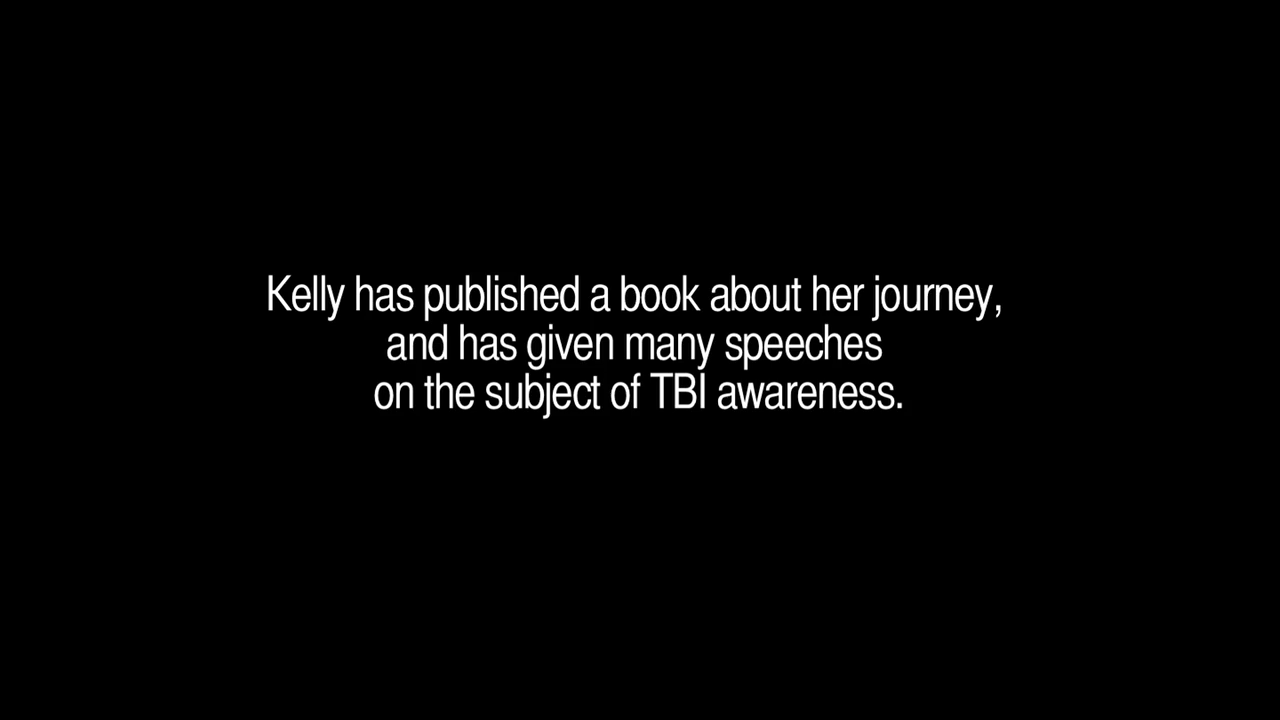 Kelly has published a book about her journey,
and has given many speeches
on the subject of TBI awareness.